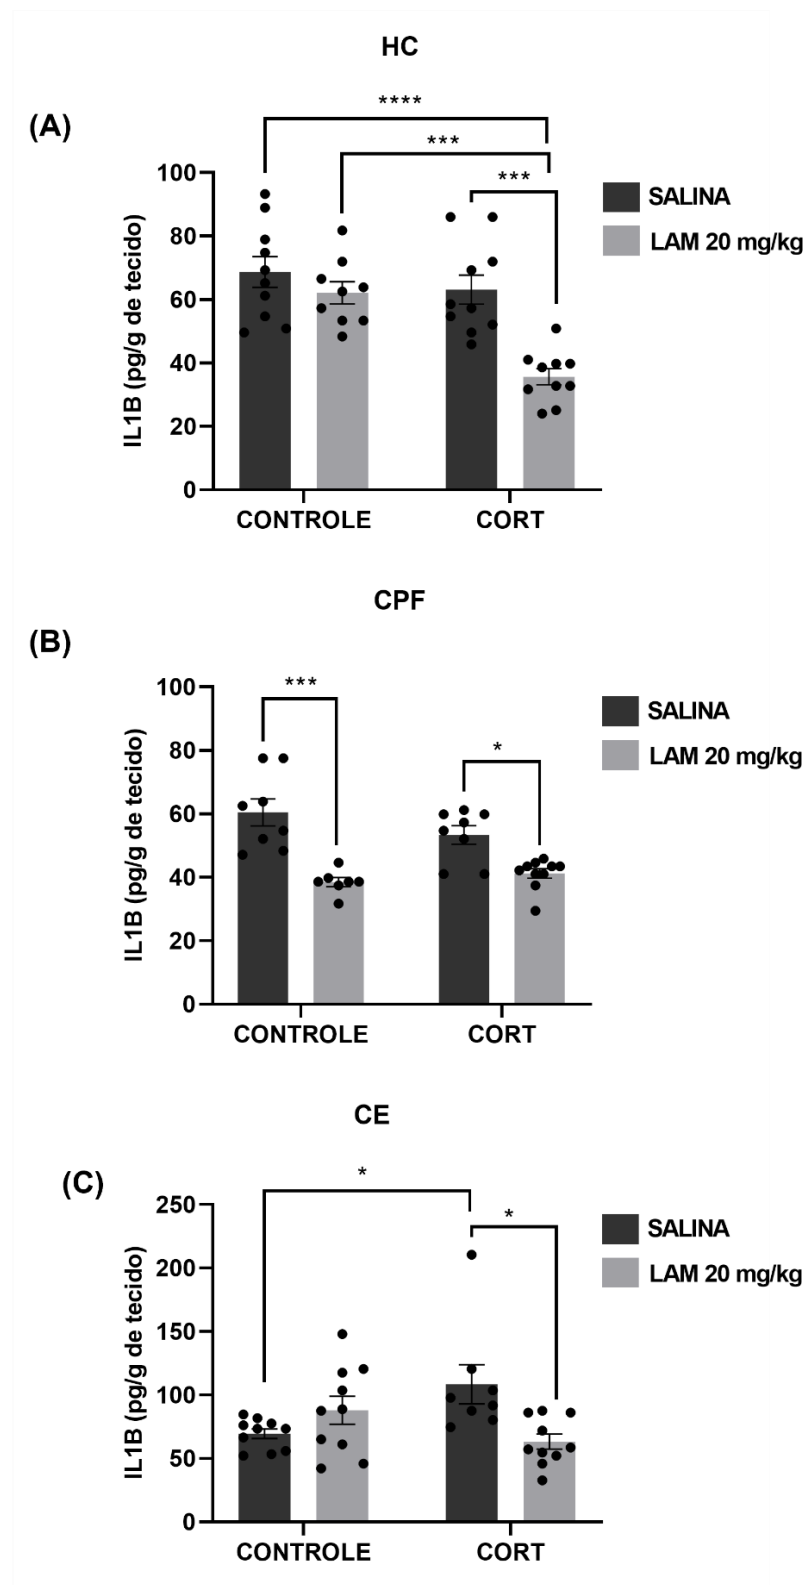 HC
(A)
****
***
***
100
80
60
40
20
0
IL1B (pg/g de tecido)
CONTROLE
CORT
SALINA
LAM 20 mg/kg
CPF
(B)
***
*
100
80
60
40
20
0
IL1B (pg/g de tecido)
CONTROLE
CORT
SALINA
LAM 20 mg/kg
CE
(C)
*
*
250
200
150
100
50
0
IL1B (pg/g de tecido)
CONTROLE
CORT
SALINA
LAM 20 mg/kg